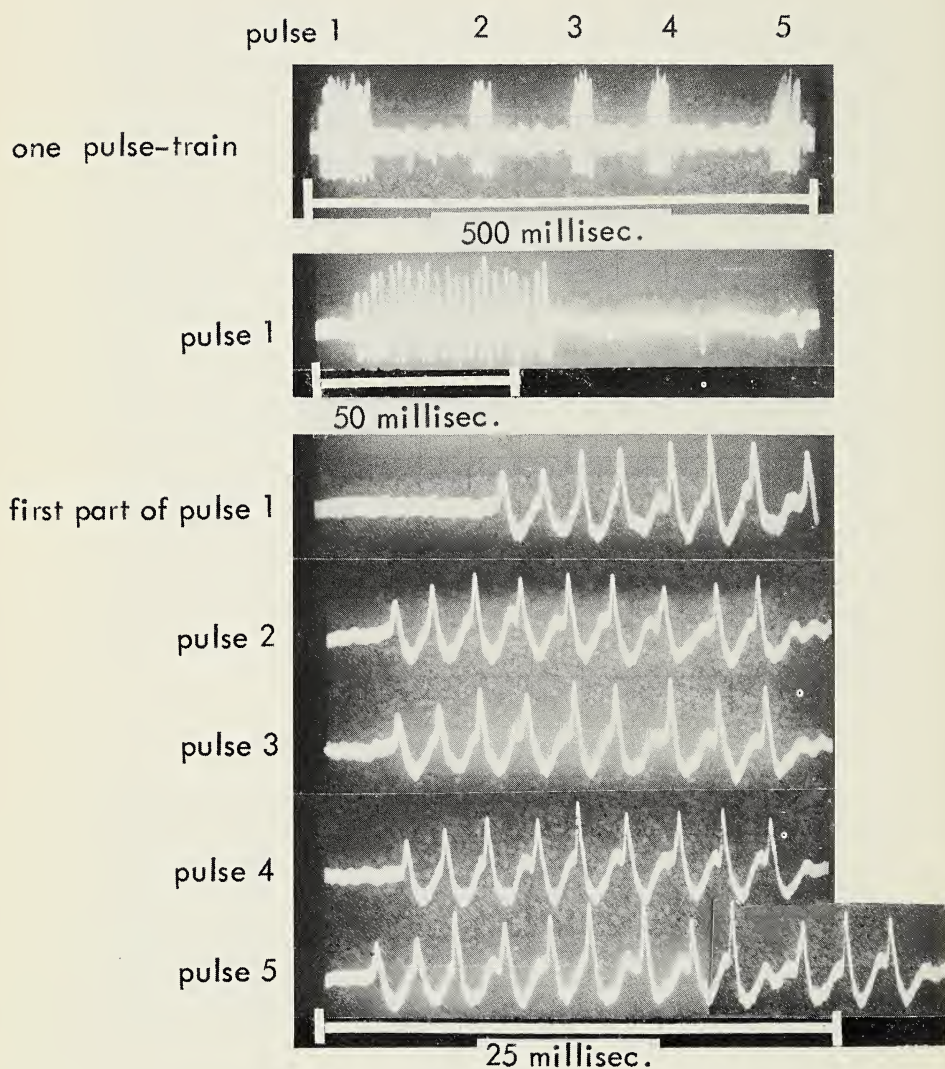 pulse 1 2 3 4 5
one pulse-train
500 millisec.
pulse 1
50 millisec.
first part of pulse 1
pulse 2
pulse 3
pulse 4
pulse 5
25 millisec.